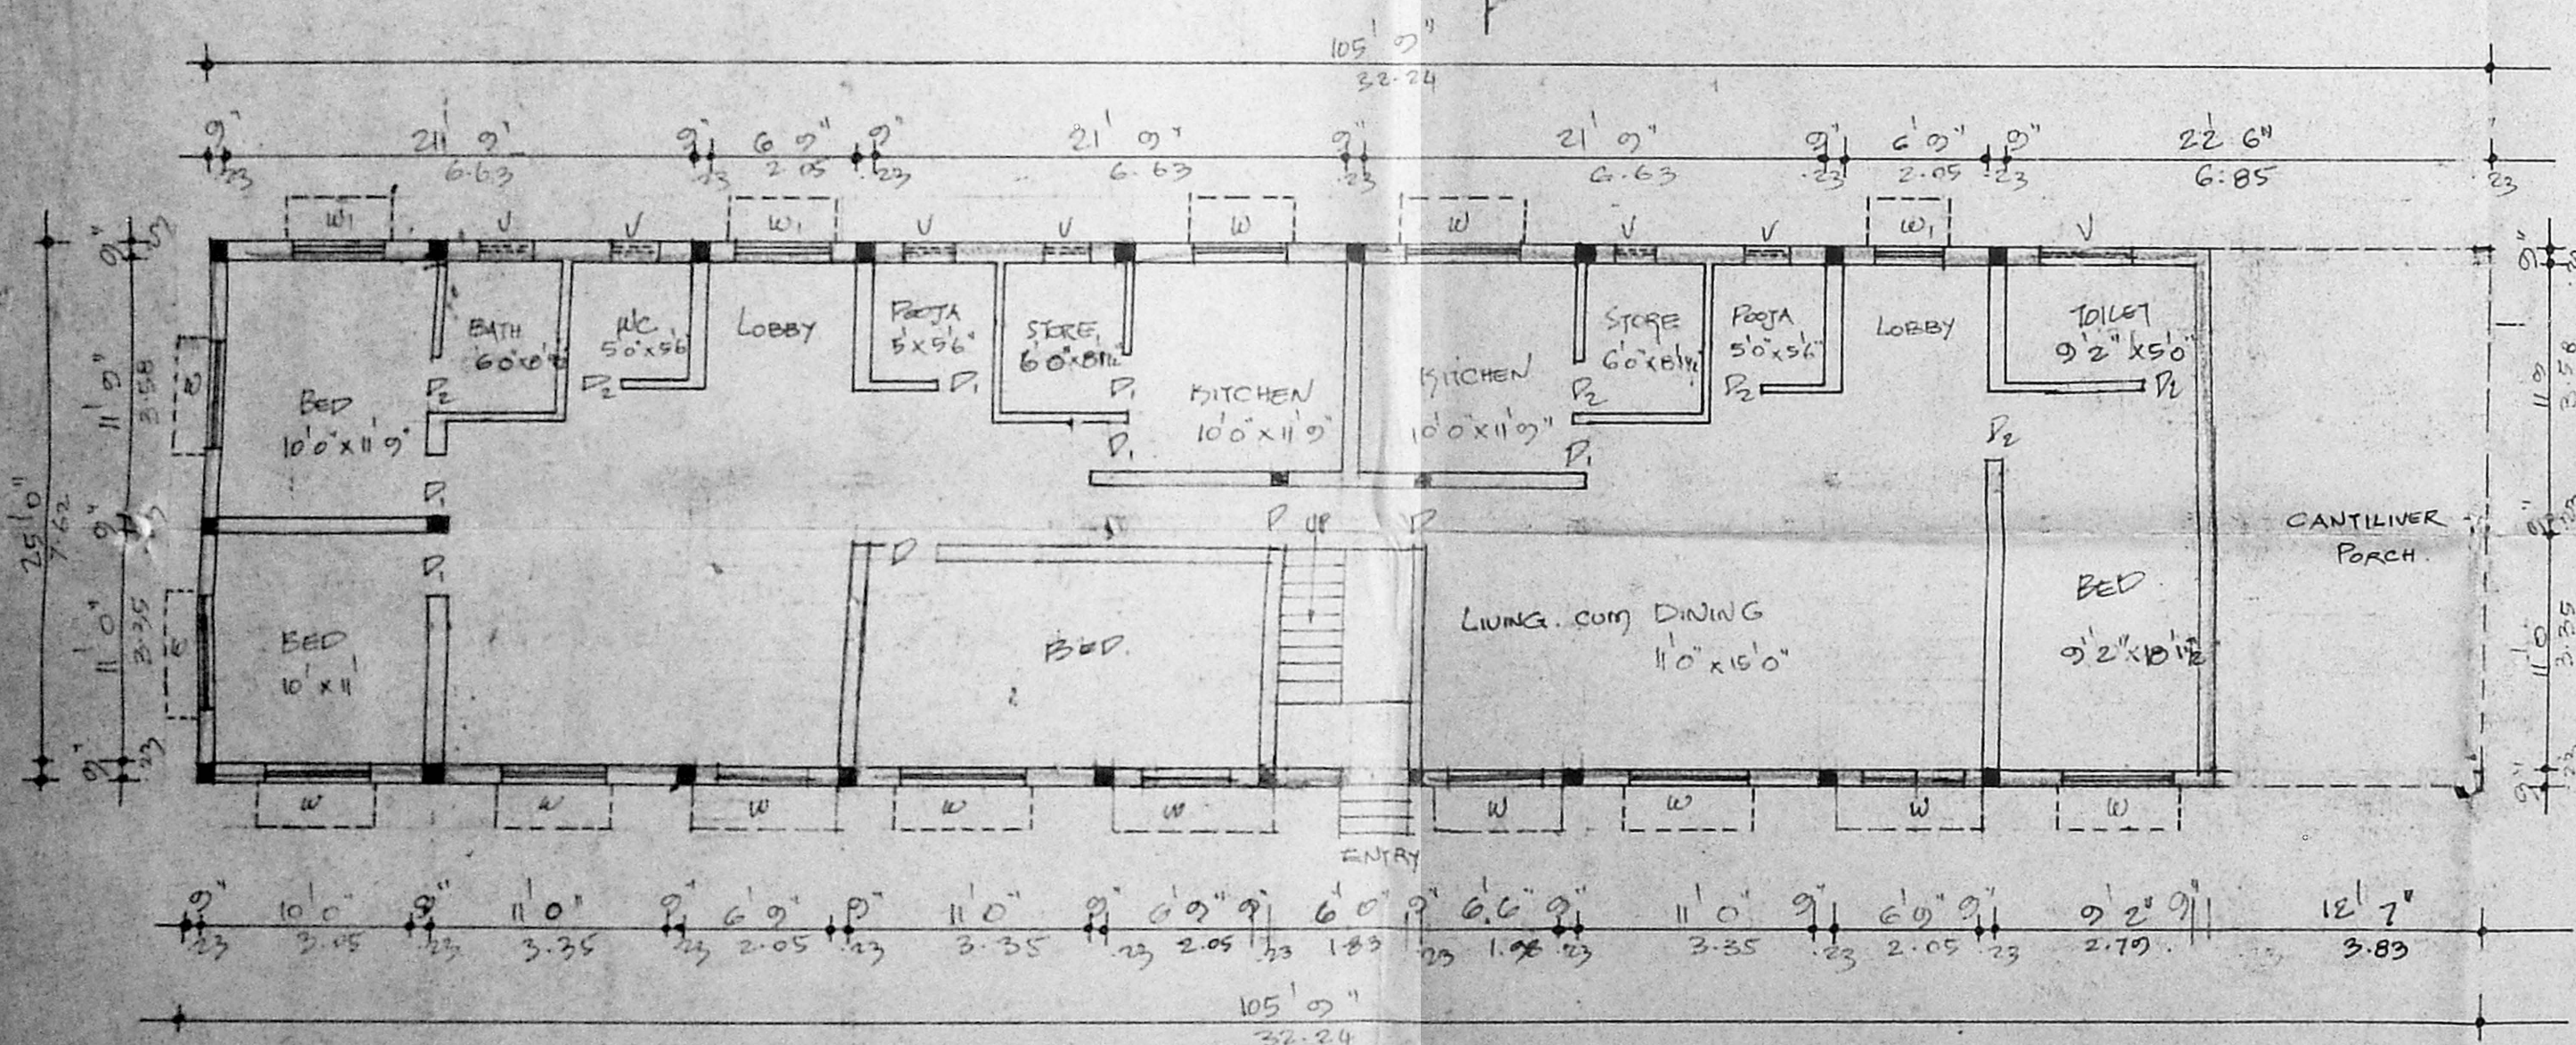 105' 9"
32.24
9" 21' 9" 9" 6 9" 9" 21' 9" 9" 21' 9" 9" 6' 9" 9" 22' 6"
.23 6.63 .23 2.05 .23 6.63 .23 6.63 .23 2.05 .23 6.85 .23
W1 V V W1 V V W W V V W1 V
9"
BATH
6'0"x8'
W.C.
5'0"x5'6"
LOBBY
POOJA
5'x5'6"
STORE
6'0"x8'
STORE
6'0"x8'
POOJA
5'0"x5'6"
LOBBY
TOILET
9'2"x5'0"
D2 D2 D1 D1 D2 D2 D2
BED
10'0"x11'9"
KITCHEN
10'0"x11'9"
KITCHEN
10'0"x11'9"
11' 9"
3.58
D1 D1 D2
D1
25' 0"
7.62
9"
D UP D
CANTILIVER
PORCH.
D1 D
BED
10' x 11'
BED.
LIVING. cum DINING
11'0"x15'0"
BED
9'2"x18'1½"
11' 0"
3.35
11' 0
3.35
9"
.23
W W W W W W W W W
ENTRY
9" 10' 0" 9" 11' 0" 9" 6' 9" 9" 11' 0" 9" 6' 9" 9" 6' 0" 9" 6'.6" 9" 11' 0" 9" 6' 9" 9" 9' 2" 9" 12' 7"
.23 3.05 .23 3.35 .23 2.05 .23 3.35 .23 2.05 .23 1.83 .23 1.98 .23 3.35 .23 2.05 .23 2.79 3.83
105' 9"
32.24